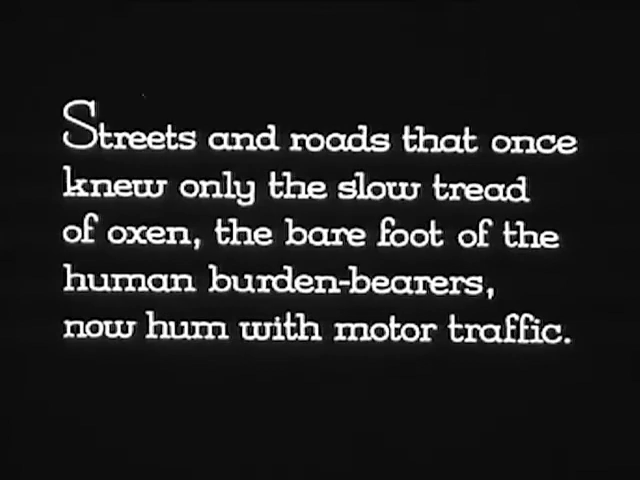 Streets and roads that once
knew only the slow tread
of oxen, the bare foot of the
human burden-bearers,
now hum with motor traffic.